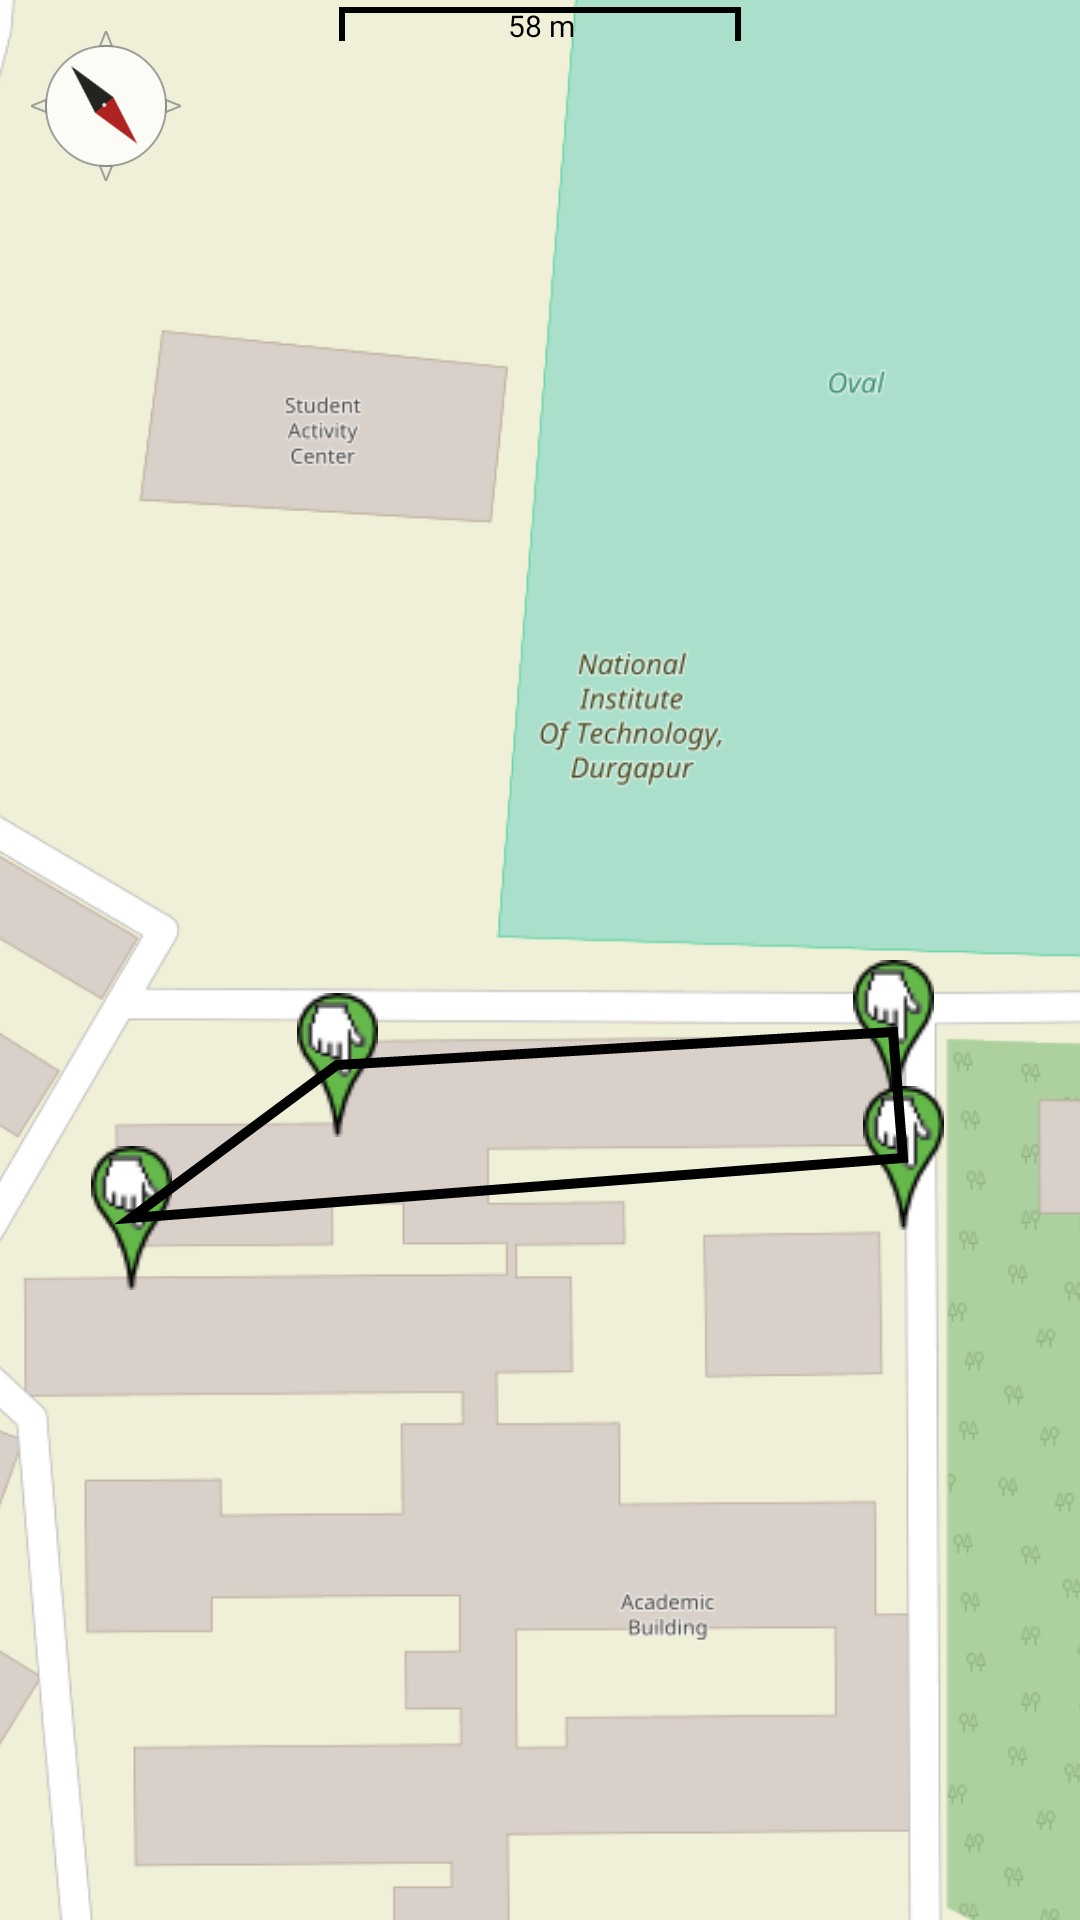 58 m
Oval
Student
Activity
Center
National
Institute
Of Technology,
Durgapur
Academic
Building